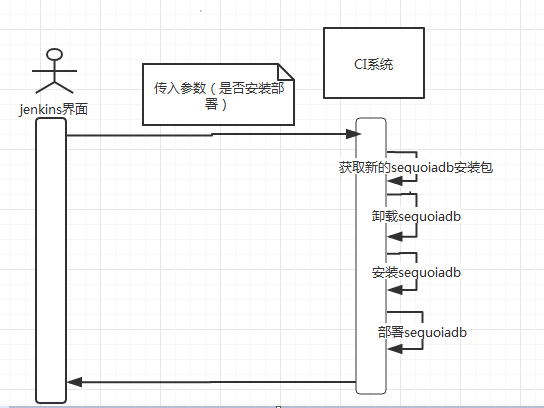 CI系统
传入参数（是否安装部
署）
jenkins界面
获取新的sequoiadb安装包
卸载sequoiadb
安装sequoiadb
部署sequoiadb